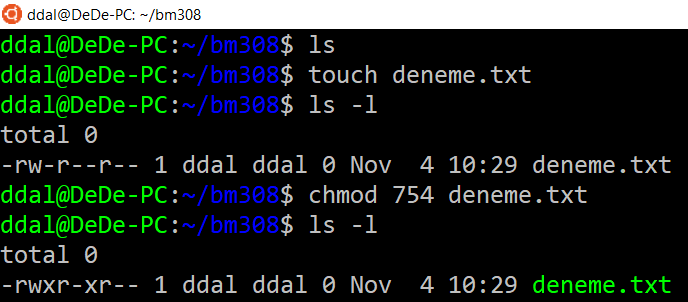 ddal@DeDe-PC: ~/bm308
ddal@DeDe-PC:~/bm308$ ls
ddal@DeDe-PC:~/bm308$ touch deneme.txt
ddal@DeDe-PC:~/bm308$ ls -l
total 0
-rw-r--r-- 1 ddal ddal 0 Nov  4 10:29 deneme.txt
ddal@DeDe-PC:~/bm308$ chmod 754 deneme.txt
ddal@DeDe-PC:~/bm308$ ls -l
total 0
-rwxr-xr-- 1 ddal ddal 0 Nov  4 10:29 deneme.txt